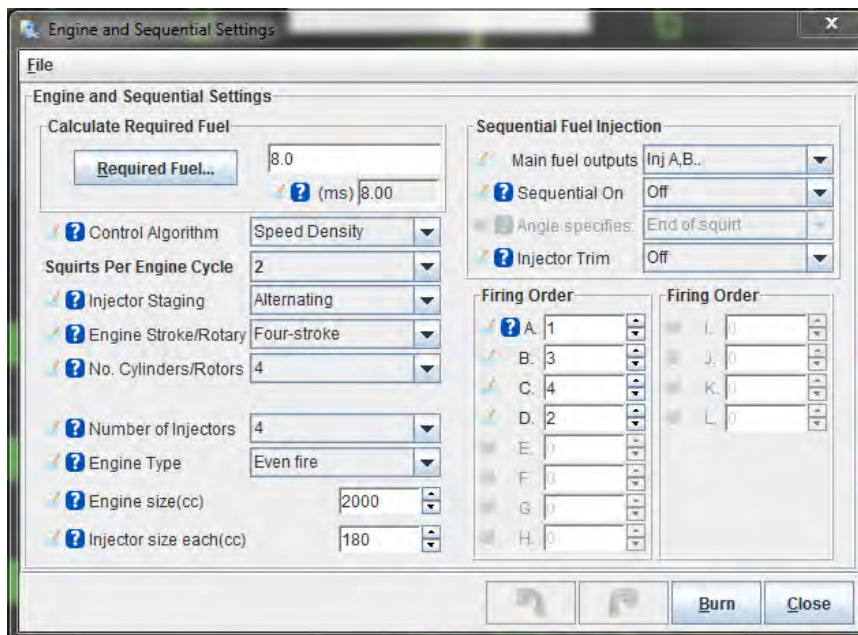 Engine and Sequential Settings
x
File
Engine and Sequential Settings
Calculate Required Fuel
Required Fuel...
8.0
? (ms) 8.00
? Control Algorithm Speed Density
Squirts Per Engine Cycle 2
? Injector Staging Alternating
? Engine Stroke/Rotary Four-stroke
? No. Cylinders/Rotors 4
? Number of Injectors 4
? Engine Type Even fire
? Engine size(cc) 2000
? Injector size each(cc) 180
Sequential Fuel Injection
Main fuel outputs Inj A,B..
? Sequential On Off
? Angle specifies: End of squirt
? Injector Trim Off
Firing Order
? A. 1
B. 3
C. 4
D. 2
E. 0
F. 0
G. 0
H. 0
Firing Order
I. 0
J. 0
K. 0
L. 0
Burn
Close